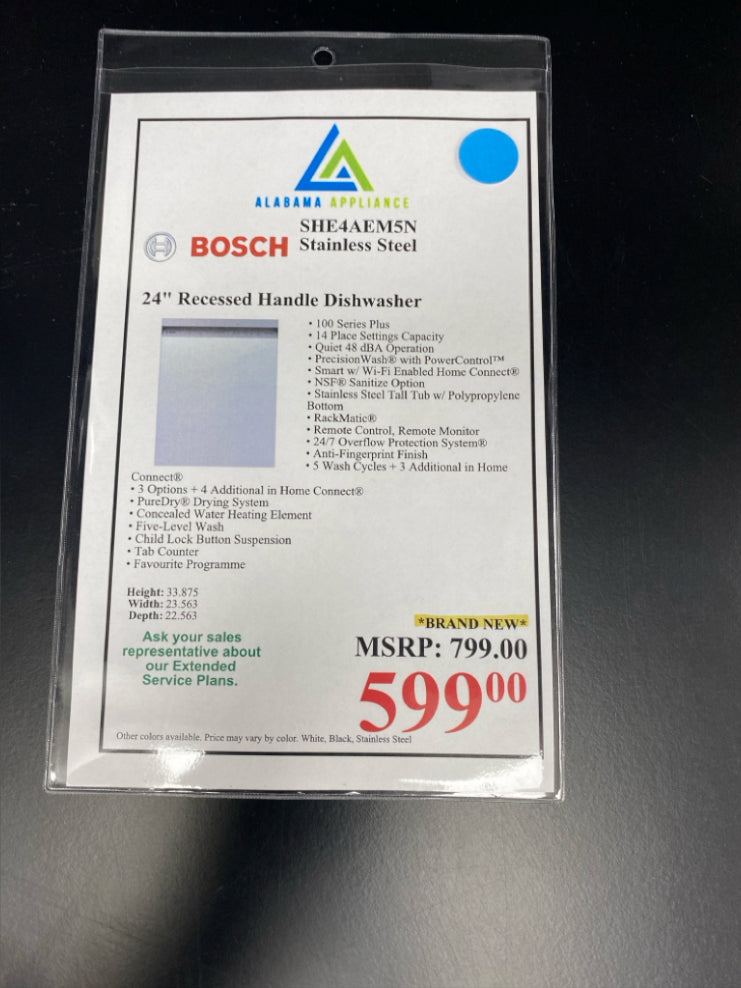 ALABAMA APPLIANCE
SHE4AEM5N
BOSCH Stainless Steel
24" Recessed Handle Dishwasher
• 100 Series Plus
• 14 Place Settings Capacity
• Quiet 48 dBA Operation
• PrecisionWash® with PowerControl™
• Smart w/ Wi-Fi Enabled Home Connect®
• NSF® Sanitize Option
• Stainless Steel Tall Tub w/ Polypropylene
Bottom
• RackMatic®
• Remote Control, Remote Monitor
• 24/7 Overflow Protection System®
• Anti-Fingerprint Finish
• 5 Wash Cycles + 3 Additional in Home
Connect®
• 3 Options + 4 Additional in Home Connect®
• PureDry® Drying System
• Concealed Water Heating Element
• Five-Level Wash
• Child Lock Button Suspension
• Tab Counter
• Favourite Programme
Height: 33.875
Width: 23.563
Depth: 22.563
Ask your sales
representative about
our Extended
Service Plans.
*BRAND NEW*
MSRP: 799.00
59900
Other colors available. Price may vary by color. White, Black, Stainless Steel